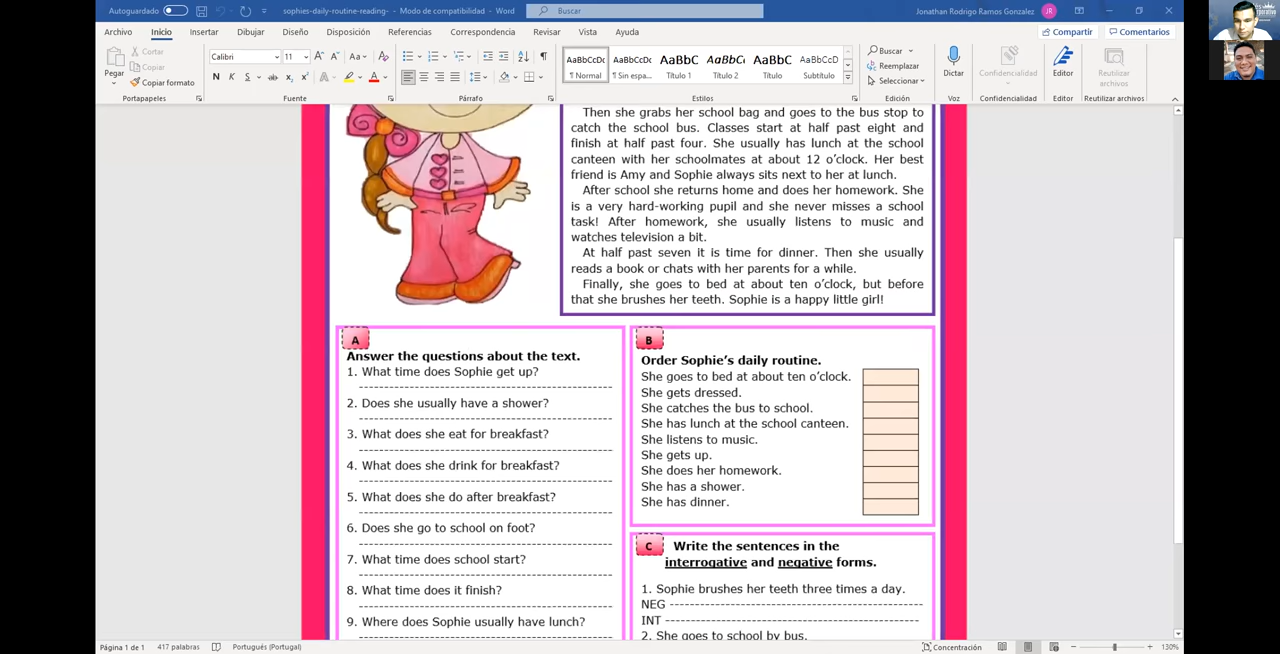 Autoguardado
sophies-daily-routine-reading- - Modo de compatibilidad - Word
Buscar
Jonathan Rodrigo Ramos Gonzalez
JR
Archivo
Inicio
Insertar
Dibujar
Diseño
Disposición
Referencias
Correspondencia
Revisar
Vista
Ayuda
Compartir
Comentarios
Pegar
Cortar
Copiar
Copiar formato
Portapapeles
Calibri
11
N K S
Fuente
Párrafo
AaBbCcDc AaBbCcDc AaBbC AaBbCc AaBbC AaBbCcD
¶ Normal
¶ Sin espa...
Título 1
Título 2
Título
Subtítulo
Estilos
Buscar
Reemplazar
Seleccionar
Edición
Dictar
Voz
Confidencialidad
Confidencialidad
Editor
Editor
Reutilizar
archivos
Reutilizar archivos
Then she grabs her school bag and goes to the bus stop to
catch the school bus. Classes start at half past eight and
finish at half past four. She usually has lunch at the school
canteen with her schoolmates at about 12 o’clock. Her best
friend is Amy and Sophie always sits next to her at lunch.
After school she returns home and does her homework. She
is a very hard-working pupil and she never misses a school
task! After homework, she usually listens to music and
watches television a bit.
At half past seven it is time for dinner. Then she usually
reads a book or chats with her parents for a while.
Finally, she goes to bed at about ten o’clock, but before
that she brushes her teeth. Sophie is a happy little girl!
A
Answer the questions about the text.
1. What time does Sophie get up?
2. Does she usually have a shower?
3. What does she eat for breakfast?
4. What does she drink for breakfast?
5. What does she do after breakfast?
6. Does she go to school on foot?
7. What time does school start?
8. What time does it finish?
9. Where does Sophie usually have lunch?
B
Order Sophie’s daily routine.
She goes to bed at about ten o’clock.
She gets dressed.
She catches the bus to school.
She has lunch at the school canteen.
She listens to music.
She gets up.
She does her homework.
She has a shower.
She has dinner.
C
Write the sentences in the
interrogative and negative forms.
1. Sophie brushes her teeth three times a day.
NEG
INT
2. She goes to school by bus.
Página 1 de 1
417 palabras
Português (Portugal)
Concentración
130%